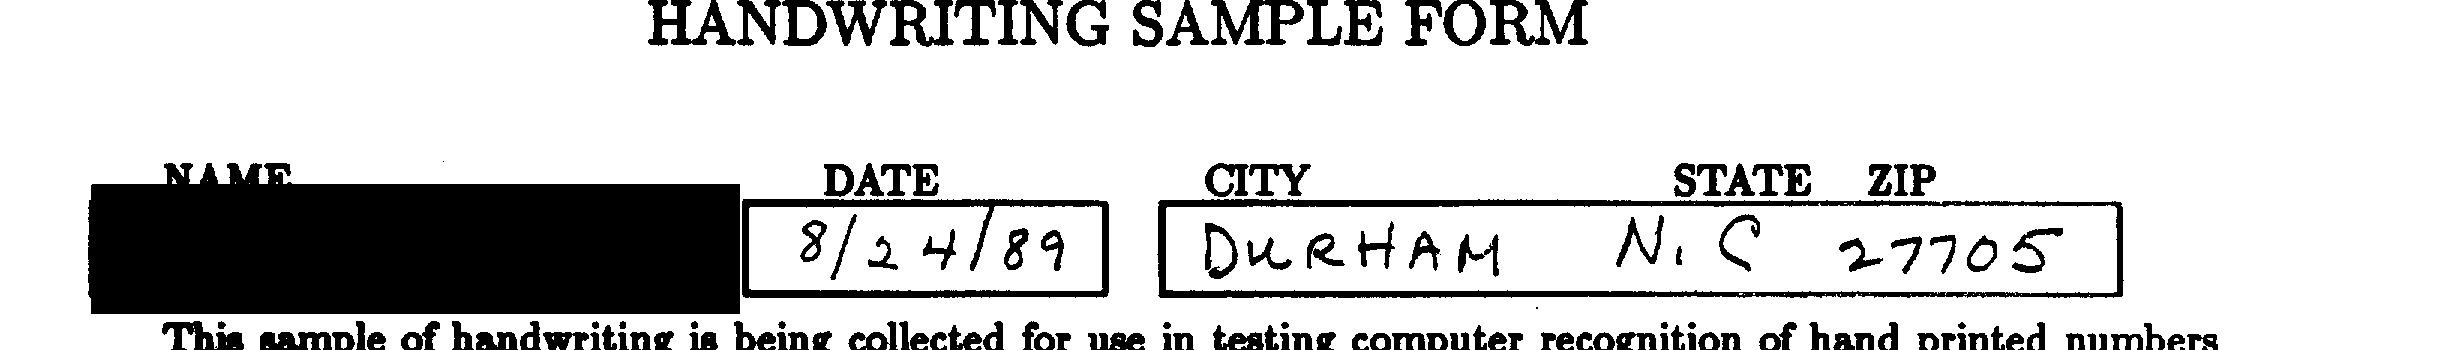 HANDWRITING SAMPLE FORM
NAME DATE CITY STATE ZIP
8/24/89 DURHAM N.C 27705
This sample of handwriting is being collected for use in testing computer recognition of hand printed numbers